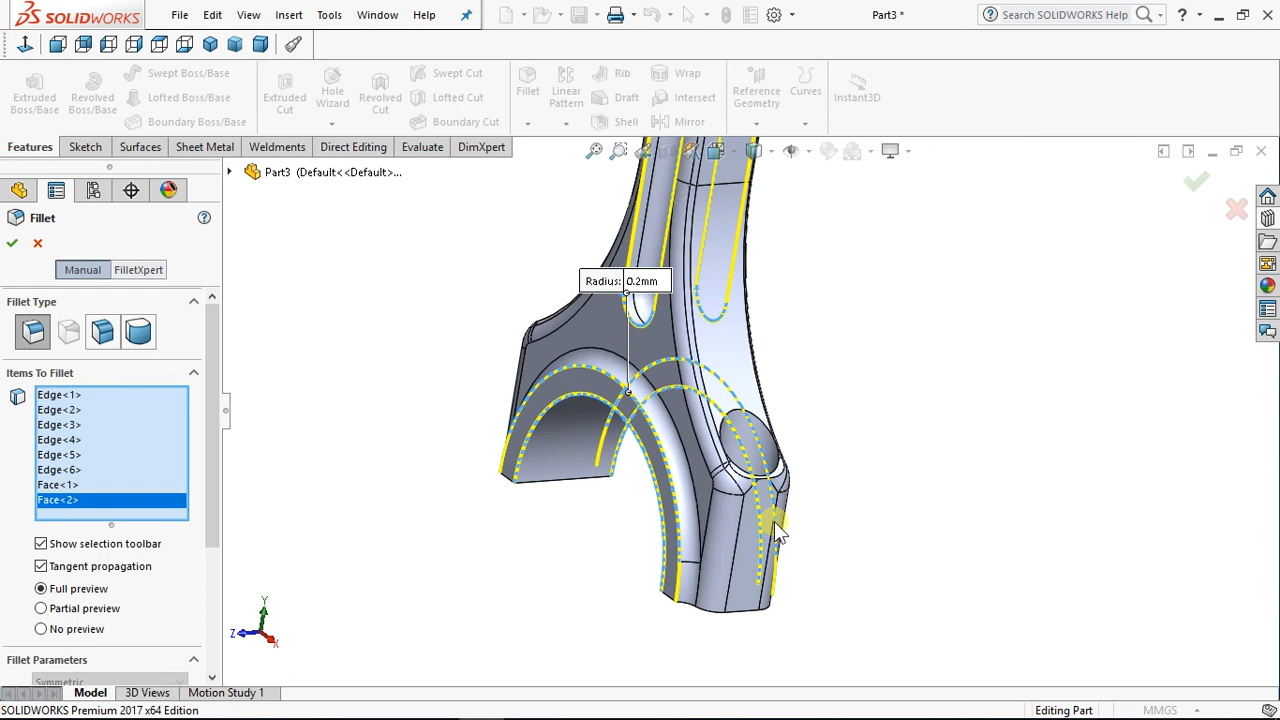 SOLIDWORKS File Edit View Insert Tools Window Help Part3 * Search SOLIDWORKS Help ?
Extruded Boss/Base
Revolved Boss/Base
Swept Boss/Base
Lofted Boss/Base
Boundary Boss/Base
Extruded Cut
Hole Wizard
Revolved Cut
Swept Cut
Lofted Cut
Boundary Cut
Fillet
Linear Pattern
Rib
Draft
Shell
Wrap
Intersect
Mirror
Reference Geometry
Curves
Instant3D
Features Sketch Surfaces Sheet Metal Weldments Direct Editing Evaluate DimXpert
Part3 (Default<<Default>...
Fillet ?
Manual FilletXpert
Fillet Type
Items To Fillet
Edge<1>
Edge<2>
Edge<3>
Edge<4>
Edge<5>
Edge<6>
Face<1>
Face<2>
Show selection toolbar
Tangent propagation
Full preview
Partial preview
No preview
Fillet Parameters
Symmetric
Radius: 0.2mm
Y
Z
X
Model 3D Views Motion Study 1
SOLIDWORKS Premium 2017 x64 Edition Editing Part MMGS